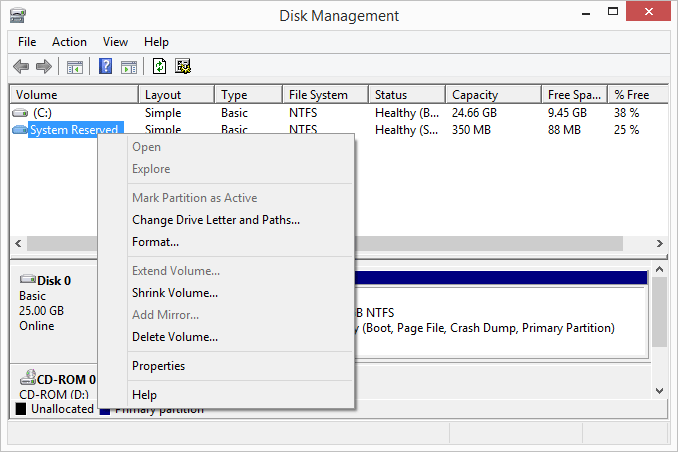 Disk Management
File Action View Help
Volume Layout Type File System Status Capacity Free Spa... % Free
(C:) Simple Basic NTFS Healthy (B... 24.66 GB 9.45 GB 38 %
System Reserved Simple Basic NTFS Healthy (S... 350 MB 88 MB 25 %
Open
Explore
Mark Partition as Active
Change Drive Letter and Paths...
Format...
Extend Volume...
Shrink Volume...
Add Mirror...
Delete Volume...
Properties
Help
Disk 0
Basic
25.00 GB
Online
B NTFS
(Boot, Page File, Crash Dump, Primary Partition)
CD-ROM 0
CD-ROM (D:)
Unallocated Primary partition